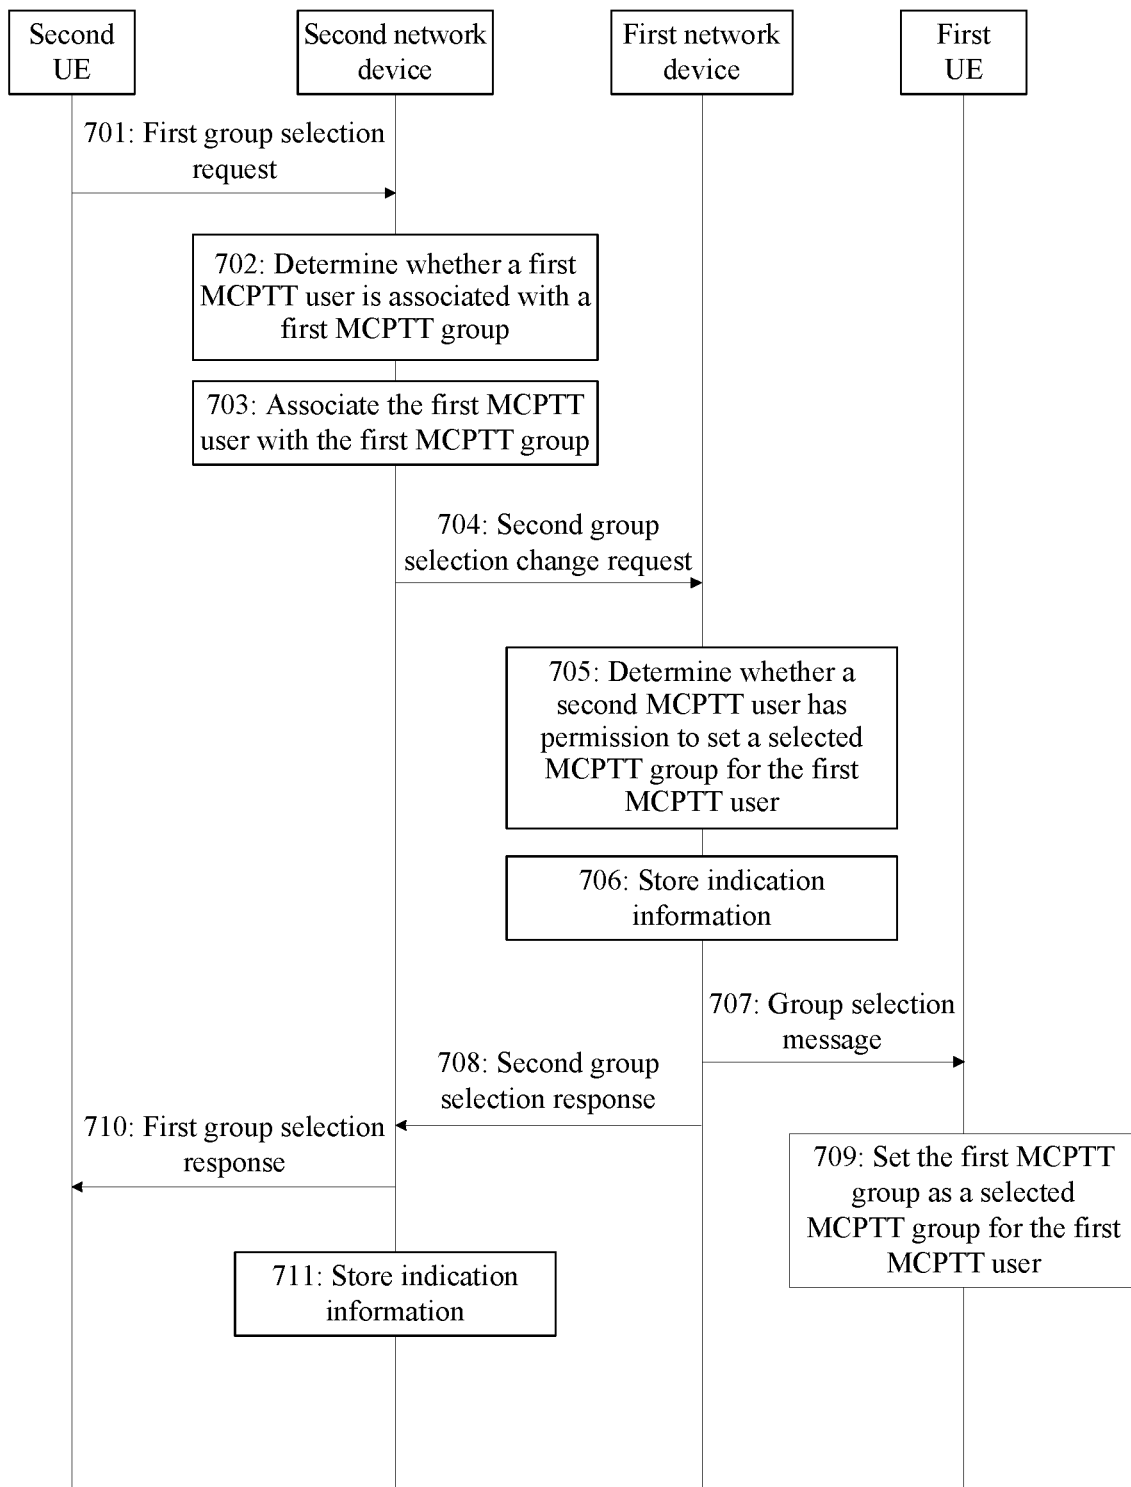 Second
UE
Second network
device
First network
device
First
UE
701: First group selection
request
702: Determine whether a first
MCPTT user is associated with a
first MCPTT group
703: Associate the first MCPTT
user with the first MCPTT group
704: Second group
selection change request
705: Determine whether a
second MCPTT user has
permission to set a selected
MCPTT group for the first
MCPTT user
706: Store indication
information
707: Group selection
message
708: Second group
selection response
709: Set the first MCPTT
group as a selected
MCPTT group for the first
MCPTT user
710: First group selection
response
711: Store indication
information